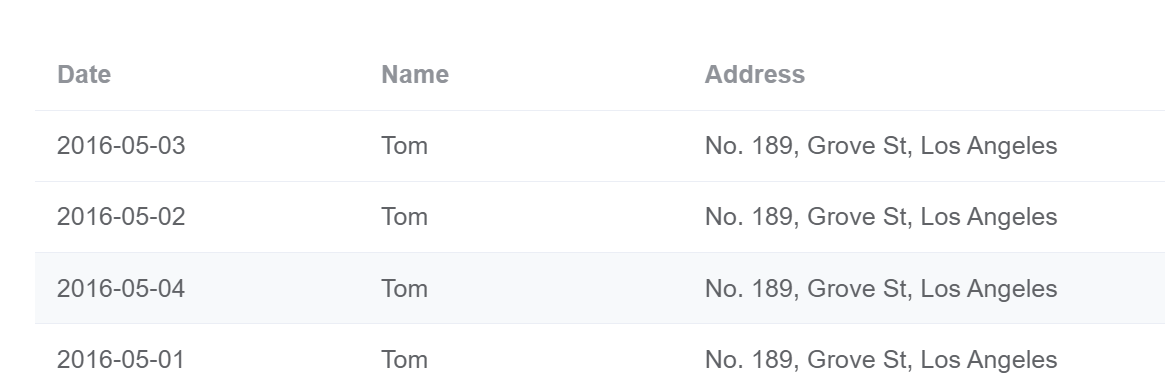 Date Name Address
2016-05-03 Tom No. 189, Grove St, Los Angeles
2016-05-02 Tom No. 189, Grove St, Los Angeles
2016-05-04 Tom No. 189, Grove St, Los Angeles
2016-05-01 Tom No. 189, Grove St, Los Angeles